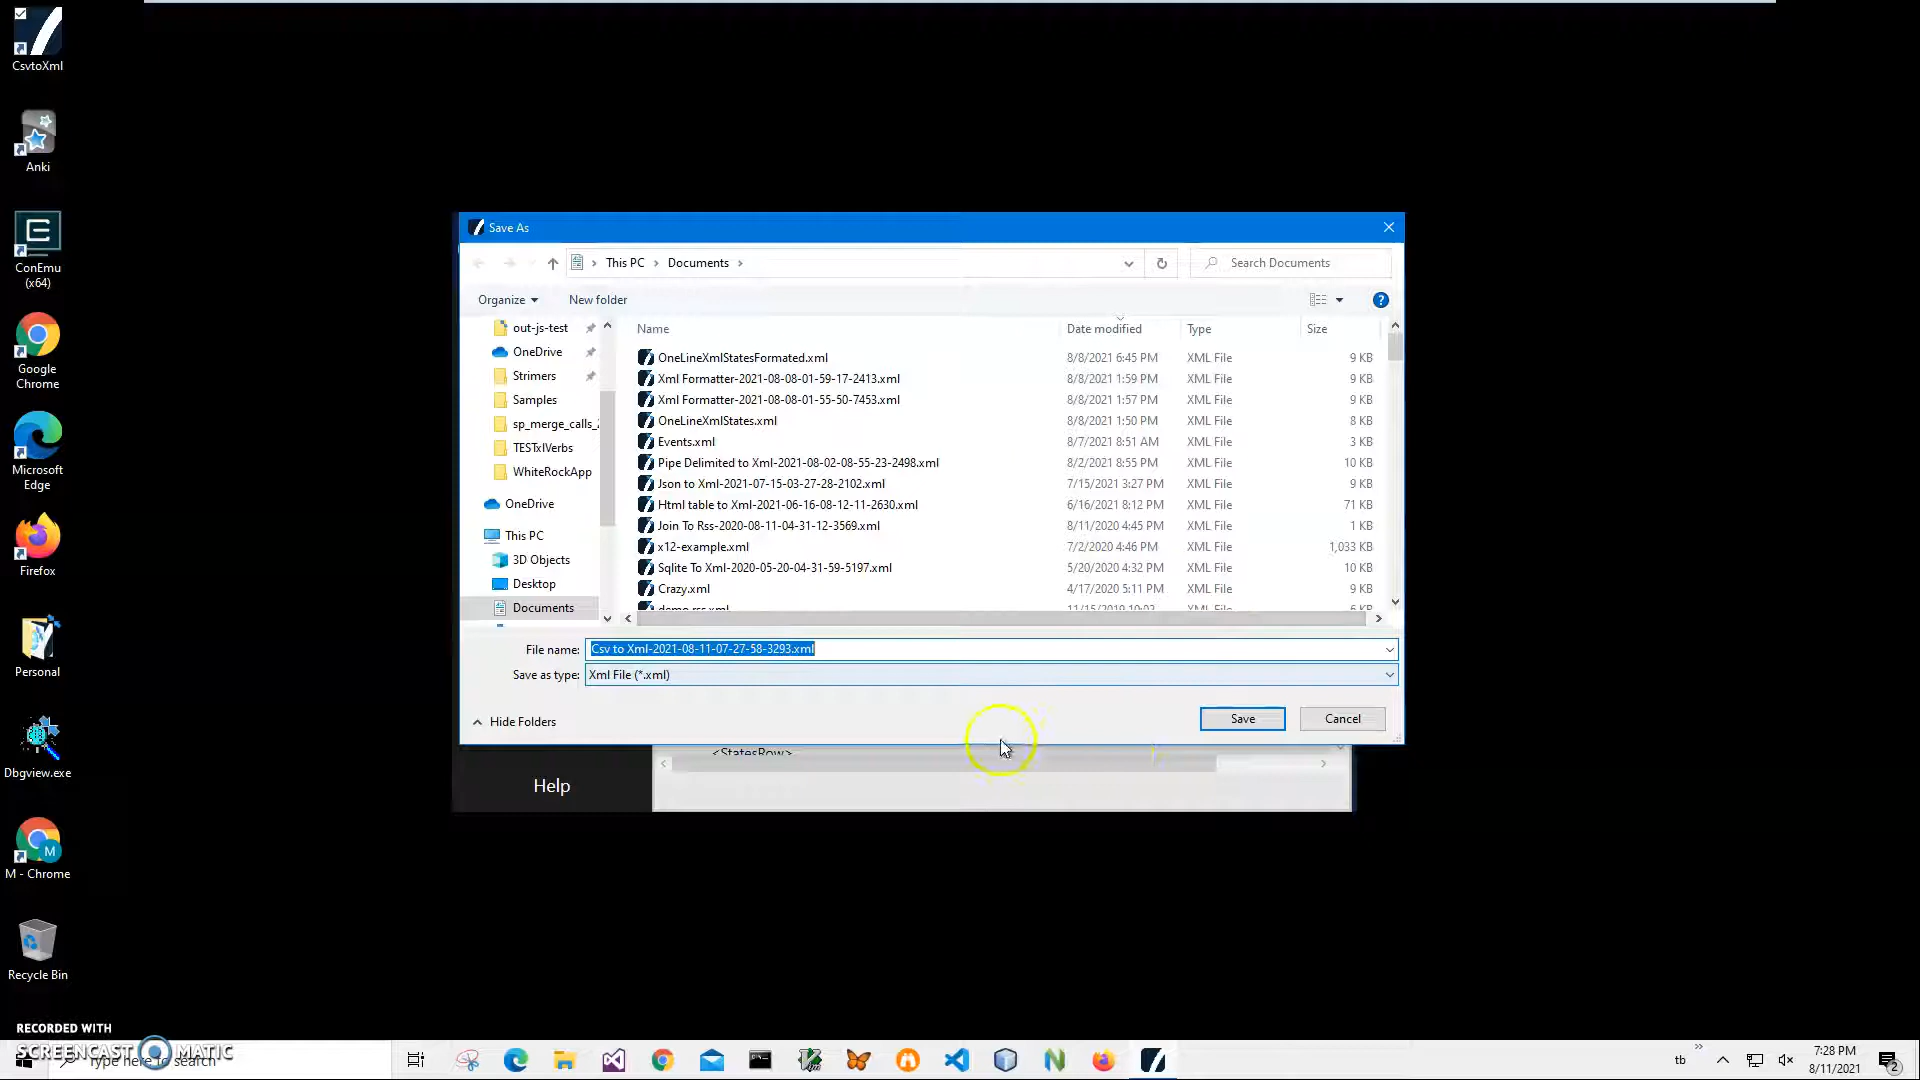 CsvtoXml
Anki
ConEmu
(x64)
Google
Chrome
Microsoft
Edge
Firefox
Personal
Dbgview.exe
M
M - Chrome
Recycle Bin
Save As
This PC
Documents
Search Documents
Organize
New folder
?
out-js-test
OneDrive
Strimers
Samples
TESTxlVerbs
WhiteRockApp
OneDrive
This PC
3D Objects
Desktop
Documents
Name Date modified Type Size
OneLineXmlStatesFormated.xml 8/8/2021 6:45 PM XML File 9 KB
Xml Formatter-2021-08-08-01-59-17-2413.xml 8/8/2021 1:59 PM XML File 9 KB
Xml Formatter-2021-08-08-01-55-50-7453.xml 8/8/2021 1:57 PM XML File 9 KB
OneLineXmlStates.xml 8/8/2021 1:50 PM XML File 8 KB
Events.xml 8/7/2021 8:51 AM XML File 3 KB
Pipe Delimited to Xml-2021-08-02-08-55-23-2498.xml 8/2/2021 8:55 PM XML File 10 KB
Json to Xml-2021-07-15-03-27-28-2102.xml 7/15/2021 3:27 PM XML File 9 KB
Html table to Xml-2021-06-16-08-12-11-2630.xml 6/16/2021 8:12 PM XML File 71 KB
Join To Rss-2020-08-11-04-31-12-3569.xml 8/11/2020 4:45 PM XML File 1 KB
x12-example.xml 7/2/2020 4:46 PM XML File 1,033 KB
Sqlite To Xml-2020-05-20-04-31-59-5197.xml 5/20/2020 4:32 PM XML File 10 KB
Crazy.xml 4/17/2020 5:11 PM XML File 9 KB
File name: Csv to Xml-2021-08-11-07-27-58-3293.xml
Save as type: Xml File (*.xml)
Hide Folders
Save
Cancel
<StatesRow>
Help
RECORDED WITH
SCREENCAST MATIC
Type here to search
tb
7:28 PM
8/11/2021
2